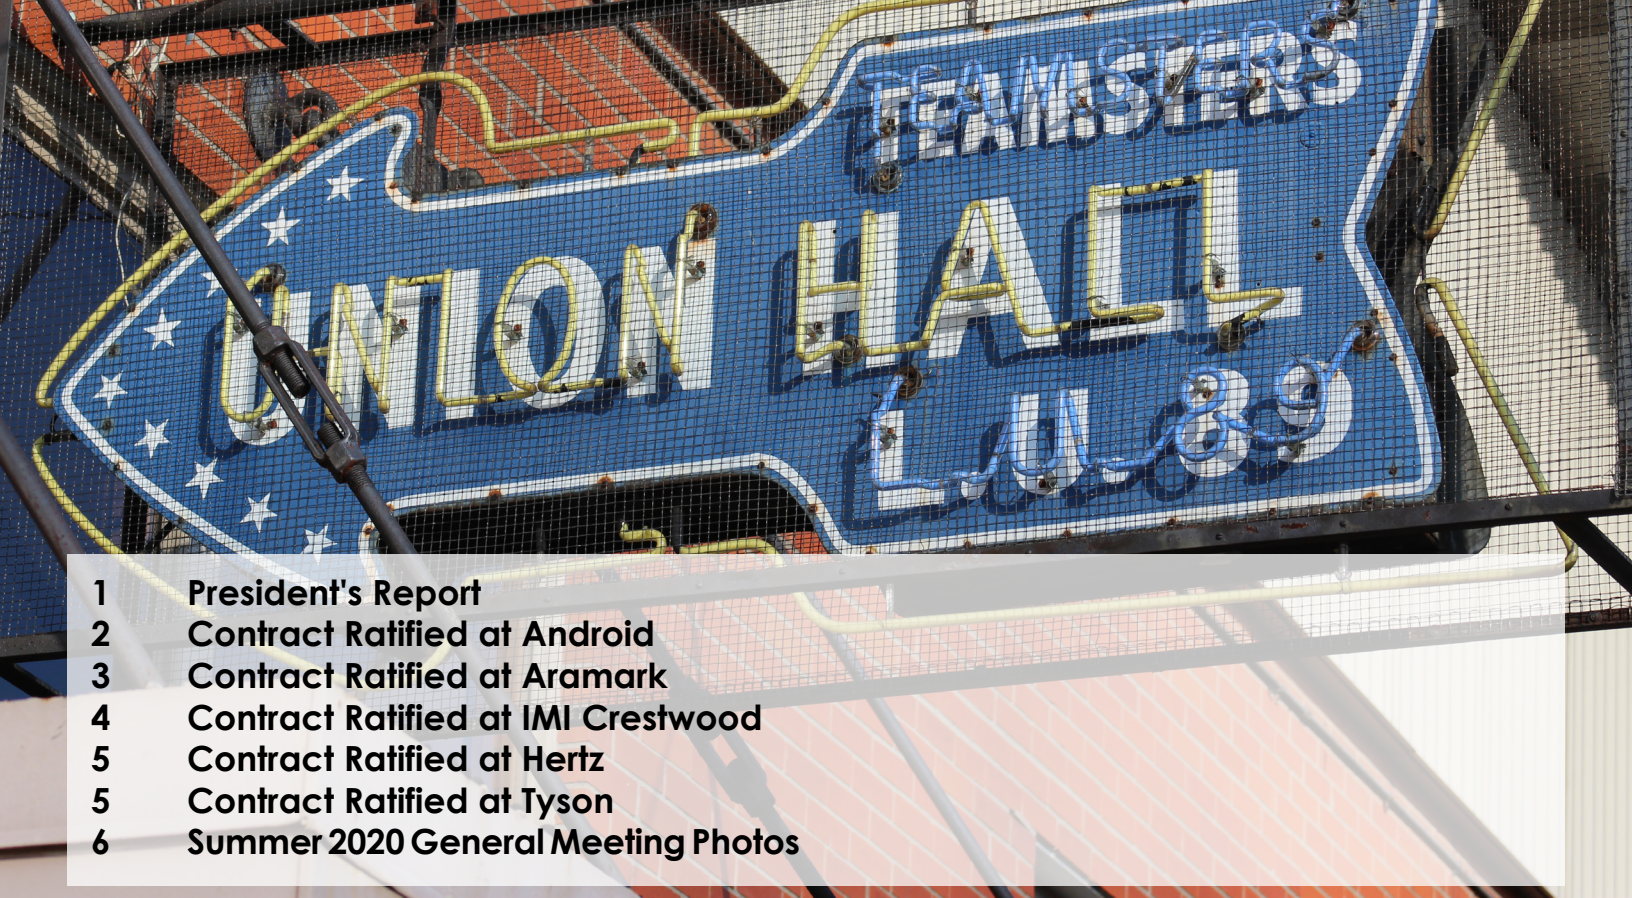 TEAMSTERS
UNION HALL
LU 89
1 President's Report
2 Contract Ratified at Android
3 Contract Ratified at Aramark
4 Contract Ratified at IMI Crestwood
5 Contract Ratified at Hertz
5 Contract Ratified at Tyson
6 Summer 2020 General Meeting Photos